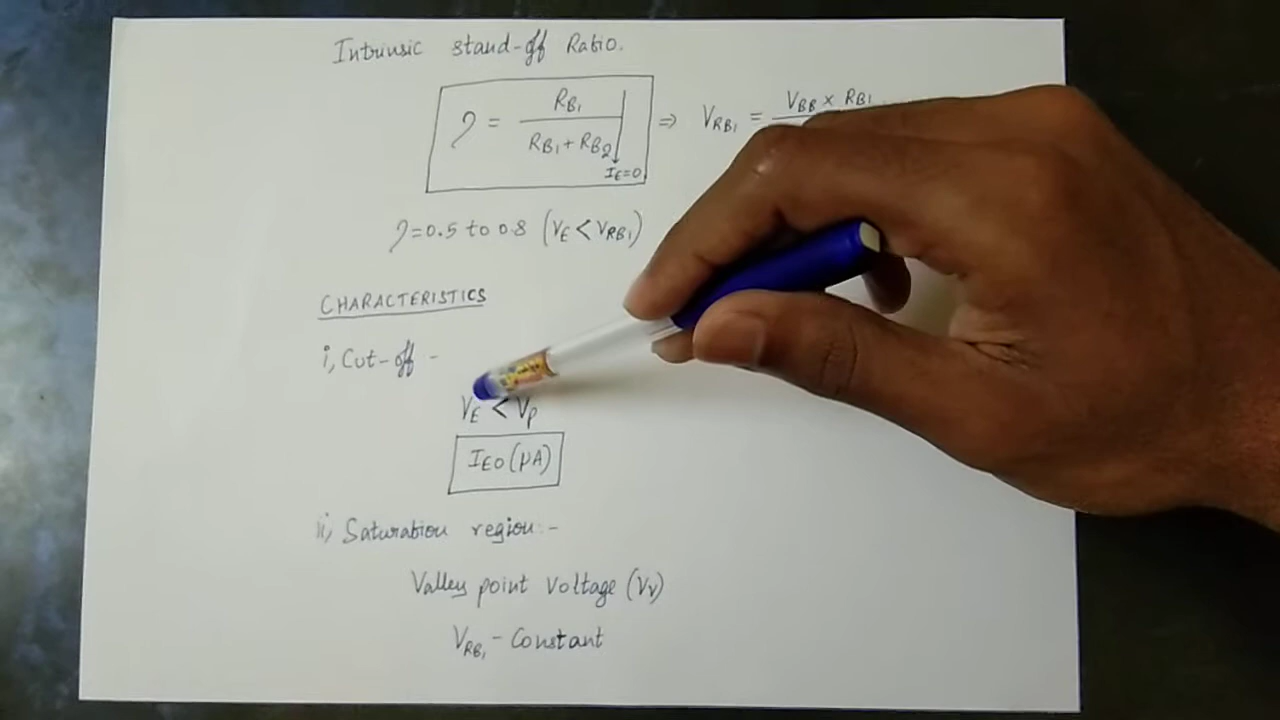 Intrinsic stand-off Ratio.
η = RB1 / RB1 + RB2 | IE=0 ⇒ VRB1 = VBB × RB1
η = 0.5 to 0.8 (VE < VRB1)
CHARACTERISTICS
i, Cut-off -
VE < VP
IEO (μA)
ii, Saturation region:-
Valley point Voltage (VV)
VRB1 - Constant